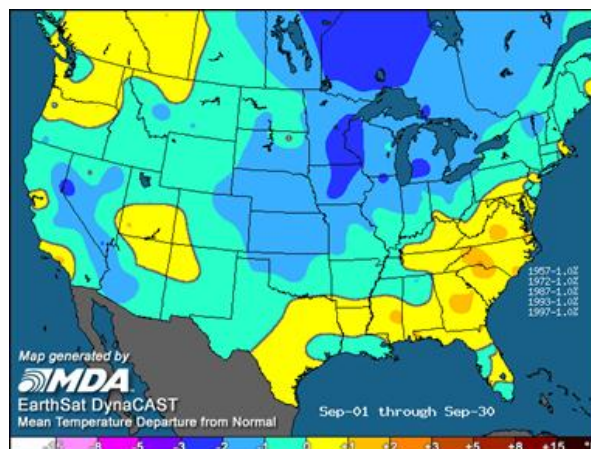 1957-1.0Z
1972-1.0Z
1987-1.0Z
1993-1.0Z
1997-1.0Z
Map generated by
MDA
EarthSat DynaCAST
Mean Temperature Departure from Normal
Sep-01 through Sep-30
-8 -5 -3 -2 -1 0 +1 +2 +3 +5 +8 +15